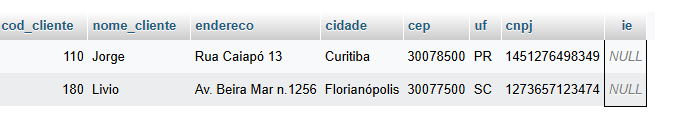 cod_cliente nome_cliente endereco cidade cep uf cnpj ie
110 Jorge Rua Caiapó 13 Curitiba 30078500 PR 1451276498349 NULL
180 Livio Av. Beira Mar n.1256 Florianópolis 30077500 SC 1273657123474 NULL